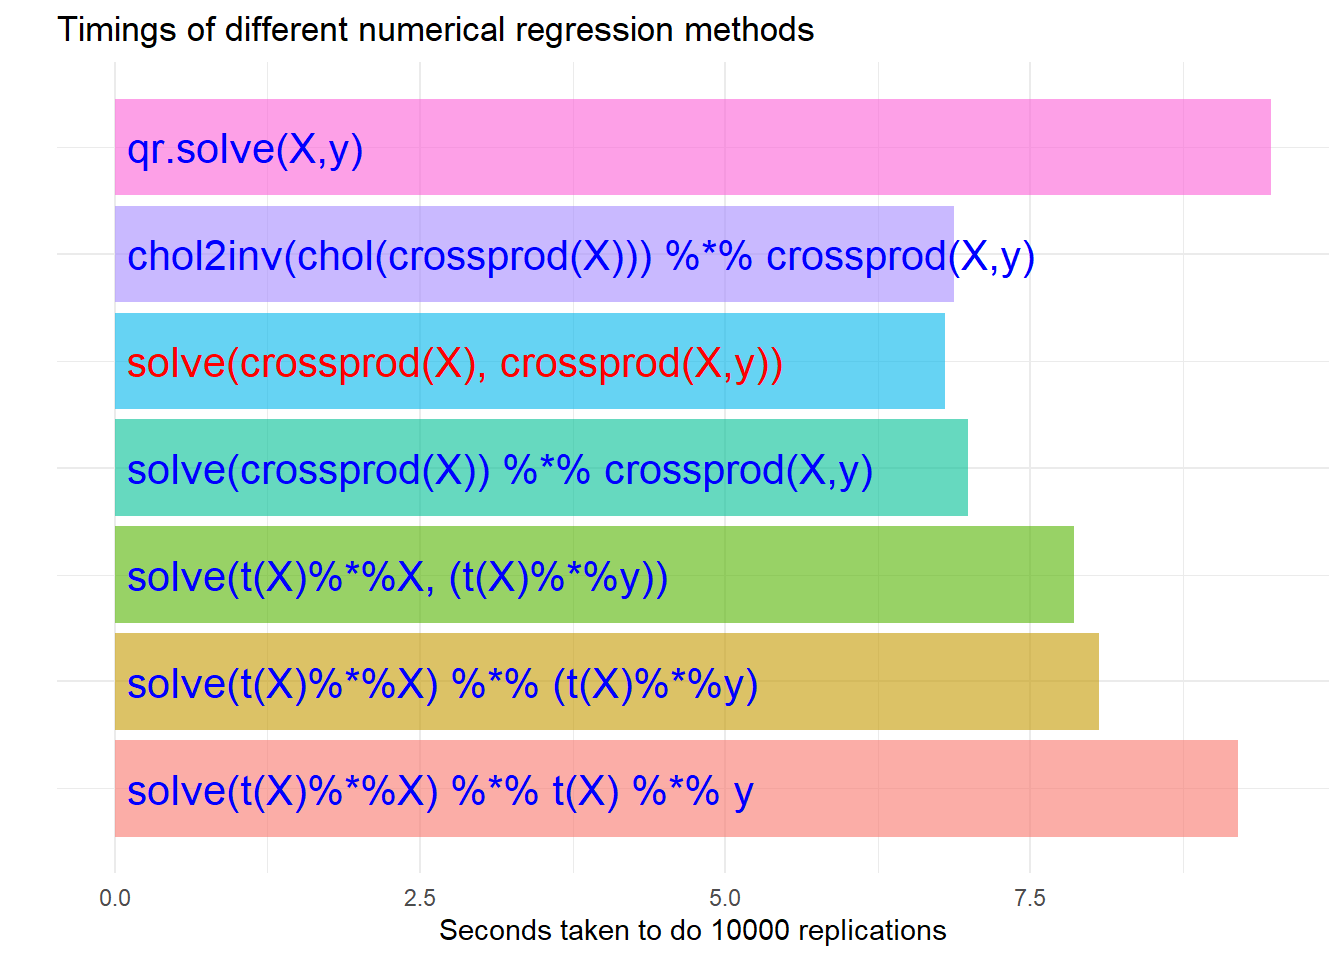 Timings of different numerical regression methods
qr.solve(X,y)
chol2inv(chol(crossprod(X))) %*% crossprod(X,y)
solve(crossprod(X), crossprod(X,y))
solve(crossprod(X)) %*% crossprod(X,y)
solve(t(X)%*%X, (t(X)%*%y))
solve(t(X)%*%X) %*% (t(X)%*%y)
solve(t(X)%*%X) %*% t(X) %*% y
0.0 2.5 5.0 7.5
Seconds taken to do 10000 replications